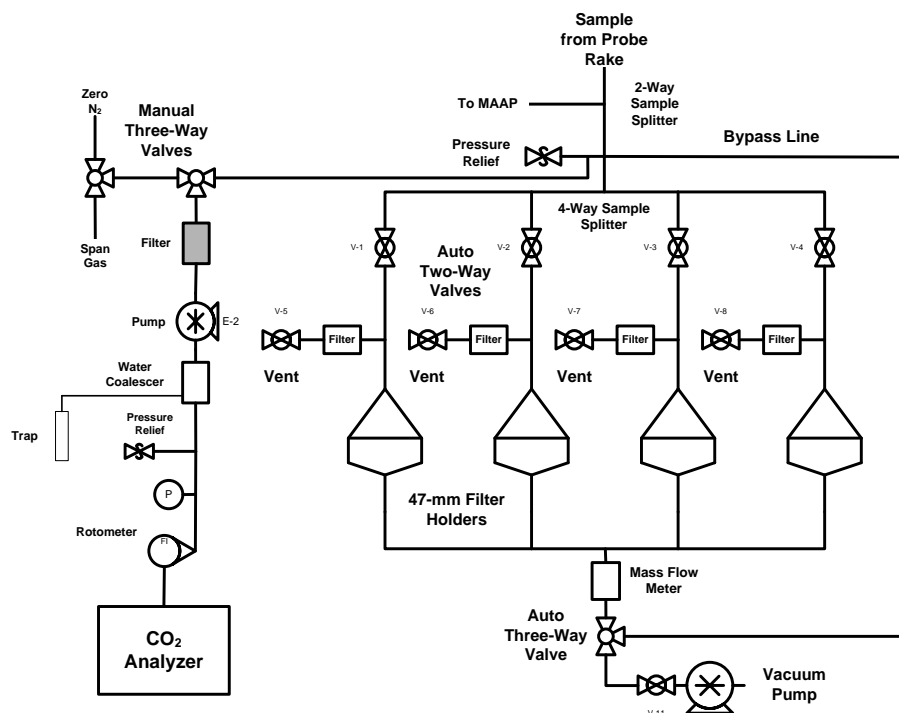 Sample
from Probe
Rake
2-Way
Sample
Splitter
To MAAP
Bypass Line
Pressure
Relief
Zero
N2
Manual
Three-Way
Valves
Span
Gas
Filter
4-Way Sample
Splitter
V-1
V-2
V-3
V-4
Auto
Two-Way
Valves
Pump
E-2
V-5
V-6
V-7
V-8
Filter
Filter
Filter
Filter
Vent
Vent
Vent
Vent
Water
Coalescer
Trap
Pressure
Relief
P
47-mm Filter
Holders
Rotometer
FI
Mass Flow
Meter
CO2
Analyzer
Auto
Three-Way
Valve
Vacuum
Pump
V-11